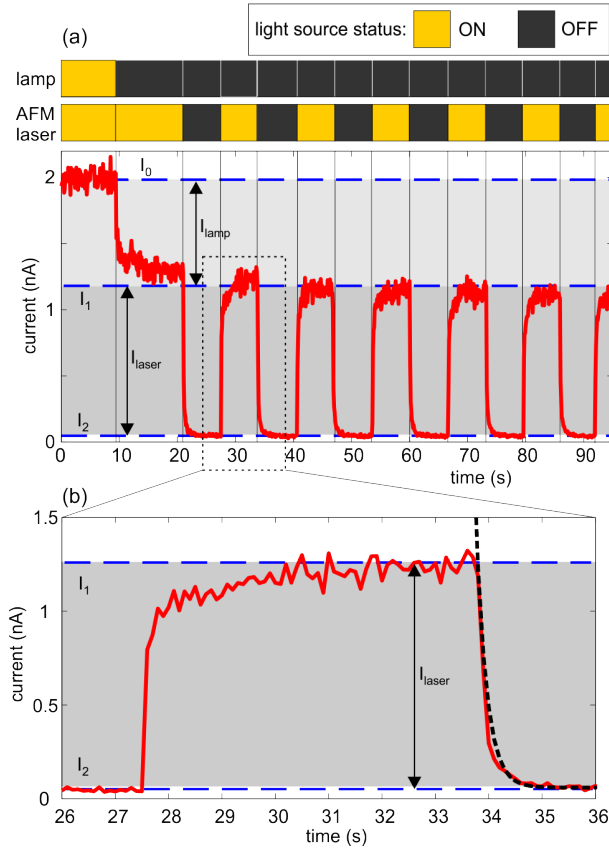 light source status: ON OFF
(a)
lamp
AFM
laser
I0
2
Ilamp
I1
1
Ilaser
I2
0
current (nA)
0 10 20 30 40 50 60 70 80 90
time (s)
(b)
1.5
I1
1
Ilaser
0.5
I2
0
current (nA)
26 27 28 29 30 31 32 33 34 35 36
time (s)